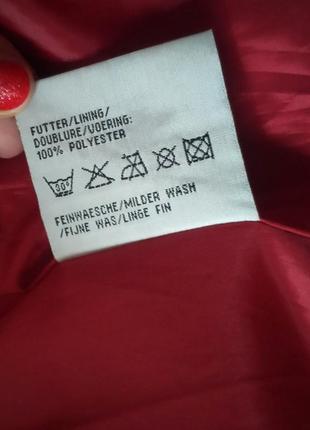 FUTTER/LINING/
DOUBLURE/VOERING:
100% POLYESTER
30°
FEINWAESCHE/MILDER WASH
/FIJNE WAS/LINGE FIN